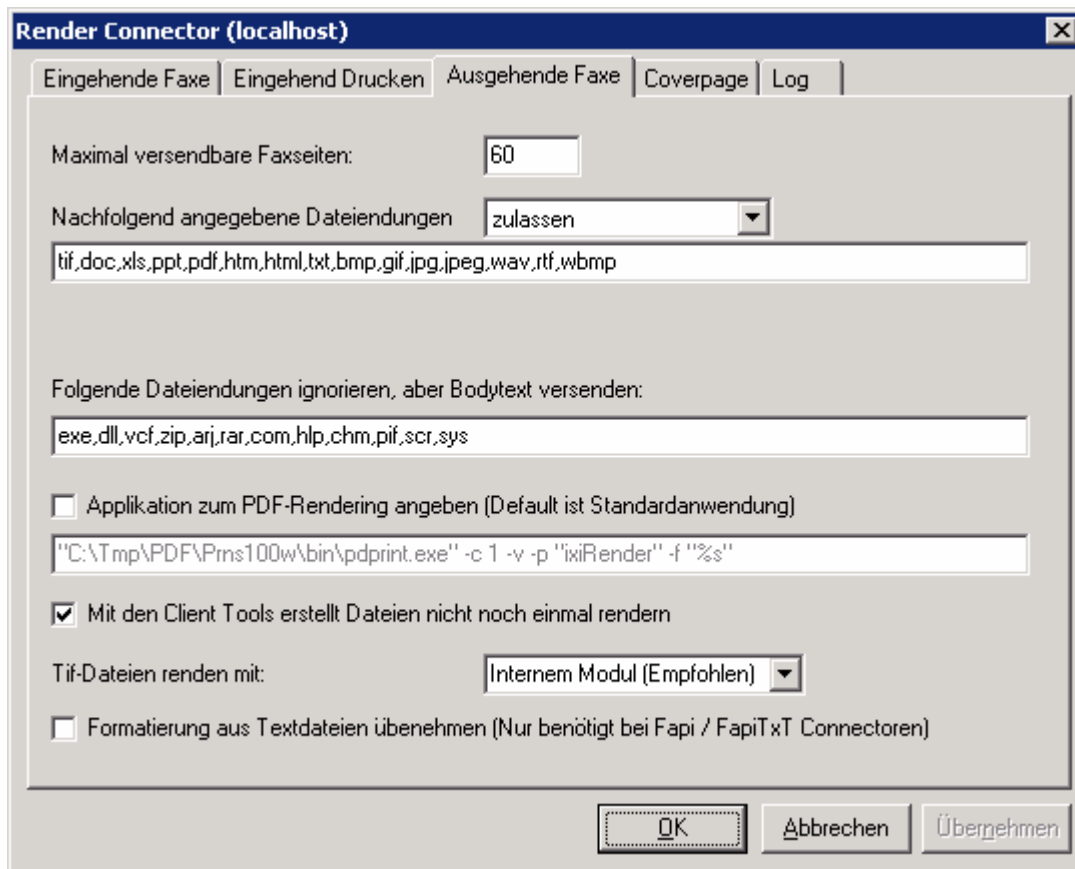 Render Connector (localhost)
Eingehende Faxe Eingehend Drucken Ausgehende Faxe Coverpage Log
Maximal versendbare Faxseiten: 60
Nachfolgend angegebene Dateiendungen zulassen
tif,doc,xls,ppt,pdf,htm,html,txt,bmp,gif,jpg,jpeg,wav,rtf,wbmp
Folgende Dateiendungen ignorieren, aber Bodytext versenden:
exe,dll,vcf,zip,arj,rar,com,hlp,chm,pif,scr,sys
Applikation zum PDF-Rendering angeben (Default ist Standardanwendung)
"C:\Tmp\PDF\Prns100w\bin\pdprint.exe" -c 1 -v -p "ixiRender" -f "%s"
Mit den Client Tools erstellt Dateien nicht noch einmal rendern
Tif-Dateien renden mit: Internem Modul (Empfohlen)
Formatierung aus Textdateien übenehmen (Nur benötigt bei Fapi / FapiTxT Connectoren)
OK Abbrechen Übernehmen